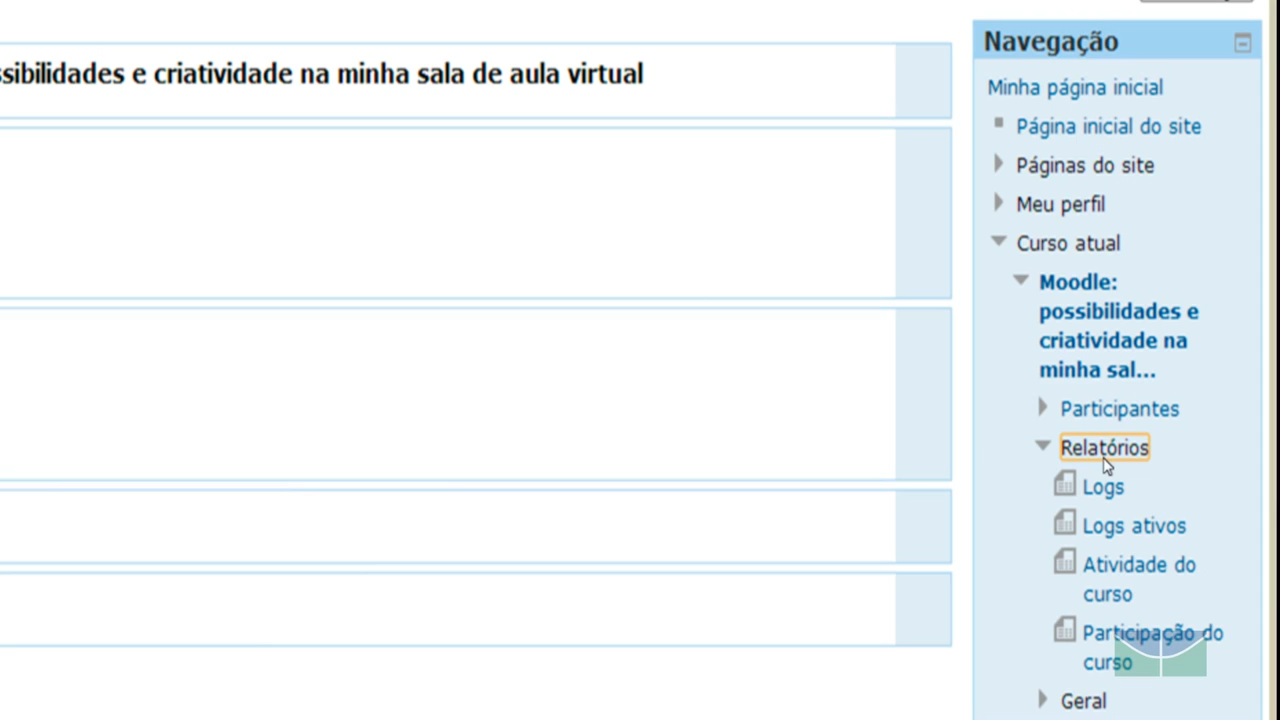 possibilidades e criatividade na minha sala de aula virtual
Navegação
Minha página inicial
Página inicial do site
Páginas do site
Meu perfil
Curso atual
Moodle:
possibilidades e
criatividade na
minha sal...
Participantes
Relatórios
Logs
Logs ativos
Atividade do
curso
Participação do
curso
Geral